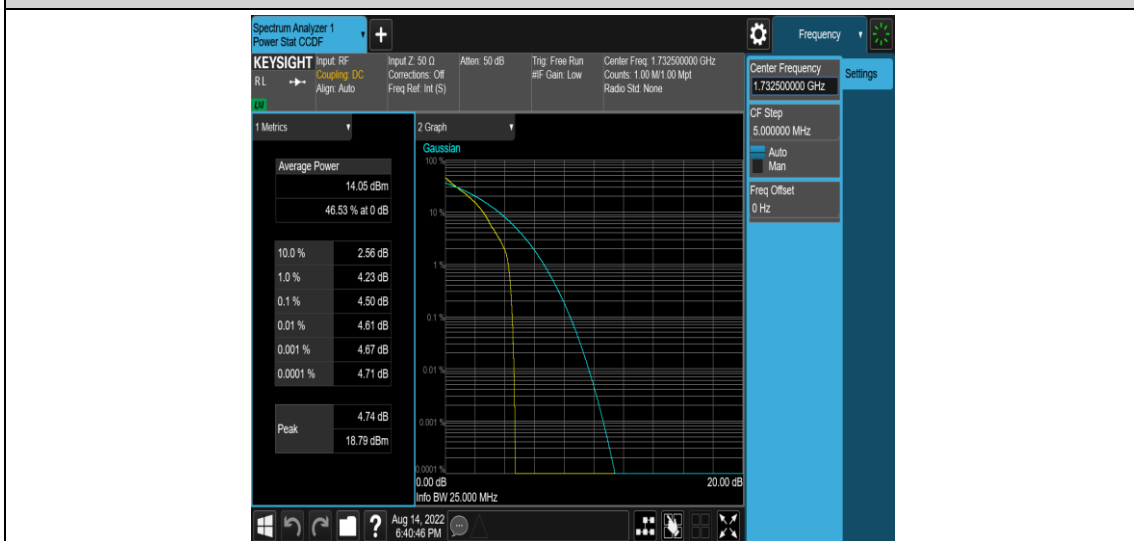 Spectrum Analyzer 1
Power Stat CCDF
+
Frequency
KEYSIGHT
RL
LXI
Input: RF
Coupling: DC
Align: Auto
Input Z: 50 Ω
Corrections: Off
Freq Ref: Int (S)
Atten: 50 dB
Trig: Free Run
#IF Gain: Low
Center Freq: 1.732500000 GHz
Counts: 1.00 M/1.00 Mpt
Radio Std: None
Center Frequency
1.732500000 GHz
Settings
CF Step
5.000000 MHz
Auto
Man
Freq Offset
0 Hz
1 Metrics
Average Power
14.05 dBm
46.53 % at 0 dB
10.0 % 2.56 dB
1.0 % 4.23 dB
0.1 % 4.50 dB
0.01 % 4.61 dB
0.001 % 4.67 dB
0.0001 % 4.71 dB
Peak 4.74 dB
18.79 dBm
2 Graph
Gaussian
100 %
10 %
1 %
0.1 %
0.01 %
0.001 %
0.0001 %
0.00 dB 20.00 dB
Info BW 25.000 MHz
?
Aug 14, 2022
6:40:46 PM